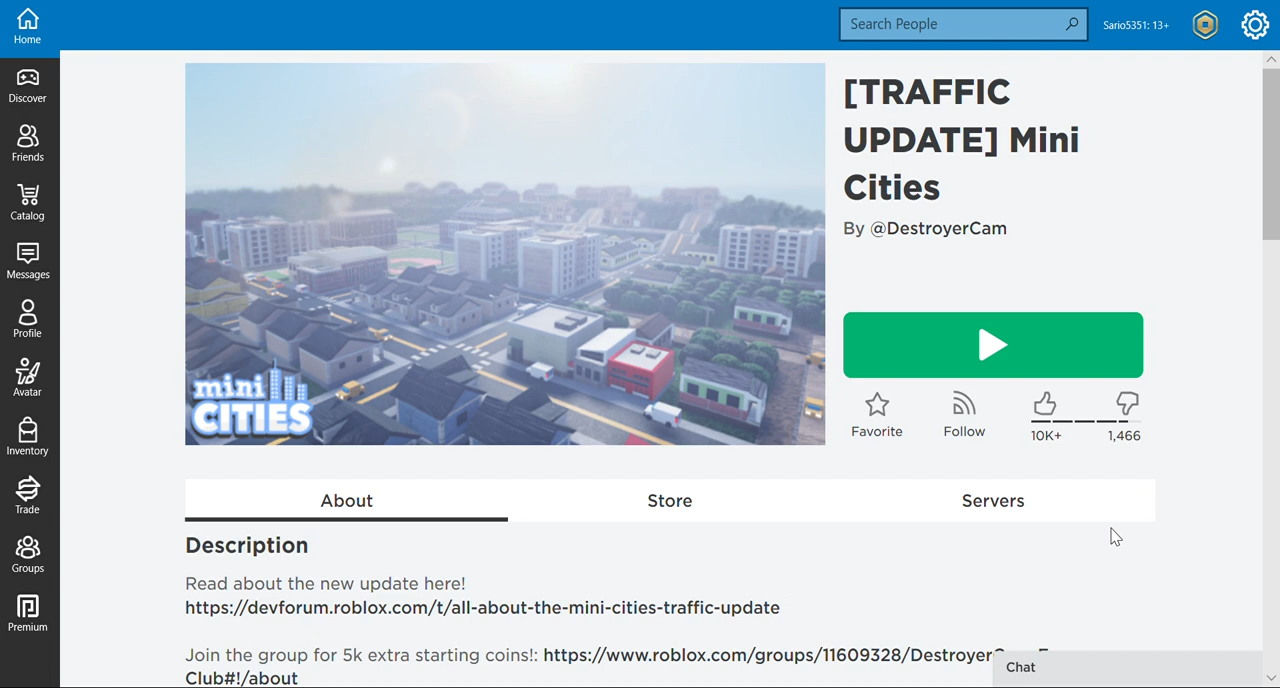 Home
Search People
Sario5351: 13+
Discover
Friends
Catalog
Messages
Profile
Avatar
Inventory
Trade
Groups
Premium
mini
CITIES
[TRAFFIC
UPDATE] Mini
Cities
By @DestroyerCam
Favorite
Follow
10K+
1,466
About
Store
Servers
Description
Read about the new update here!
https://devforum.roblox.com/t/all-about-the-mini-cities-traffic-update
Join the group for 5k extra starting coins!: https://www.roblox.com/groups/11609328/Destroyer
Club#!/about
Chat